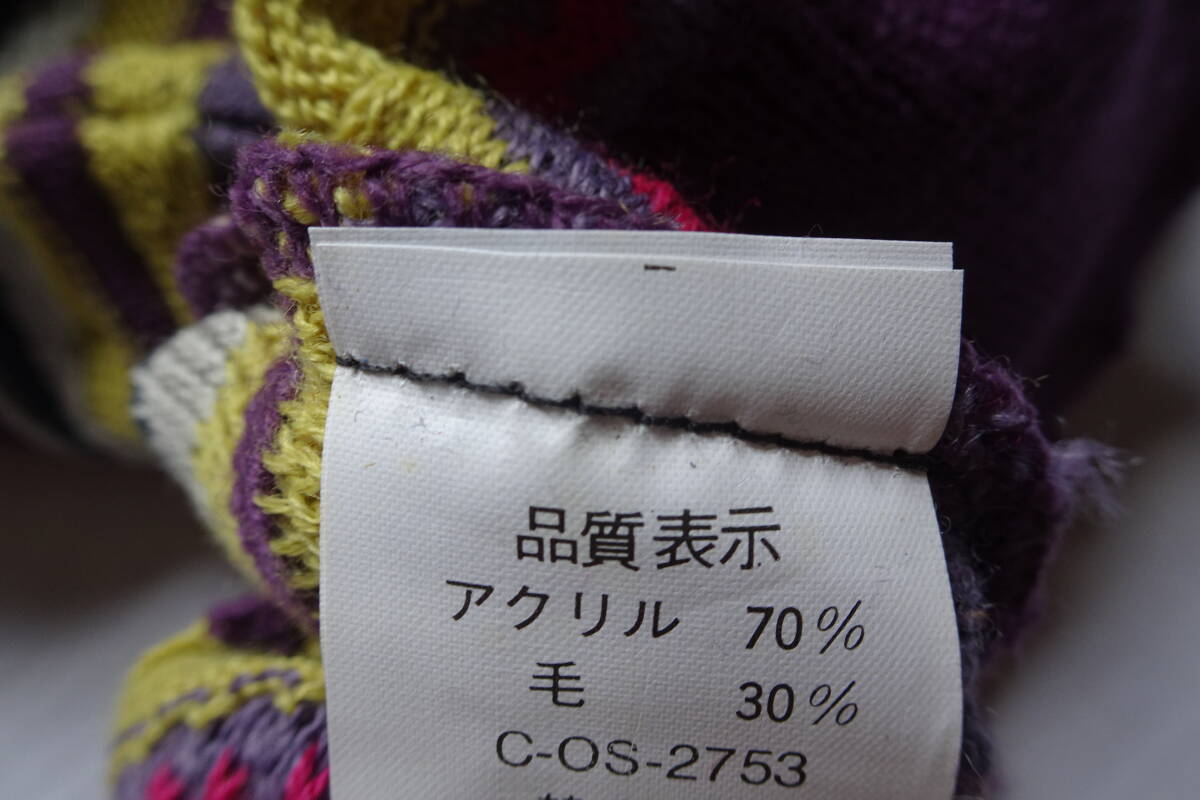 品質表示
アクリル 70%
毛 30%
C-OS-2753